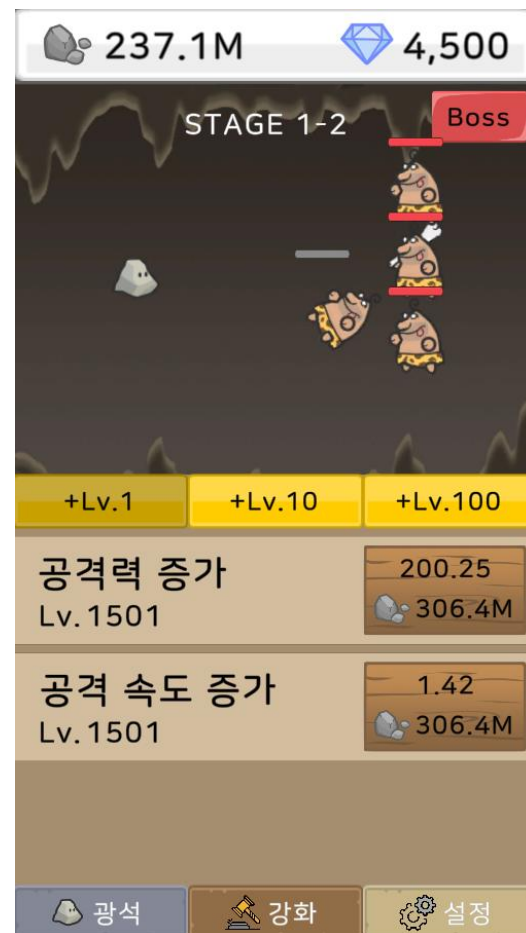 237.1M 4,500
STAGE 1-2 Boss
+Lv.1 +Lv.10 +Lv.100
공격력 증가 200.25
Lv.1501 306.4M
공격 속도 증가 1.42
Lv.1501 306.4M
광석 강화 설정